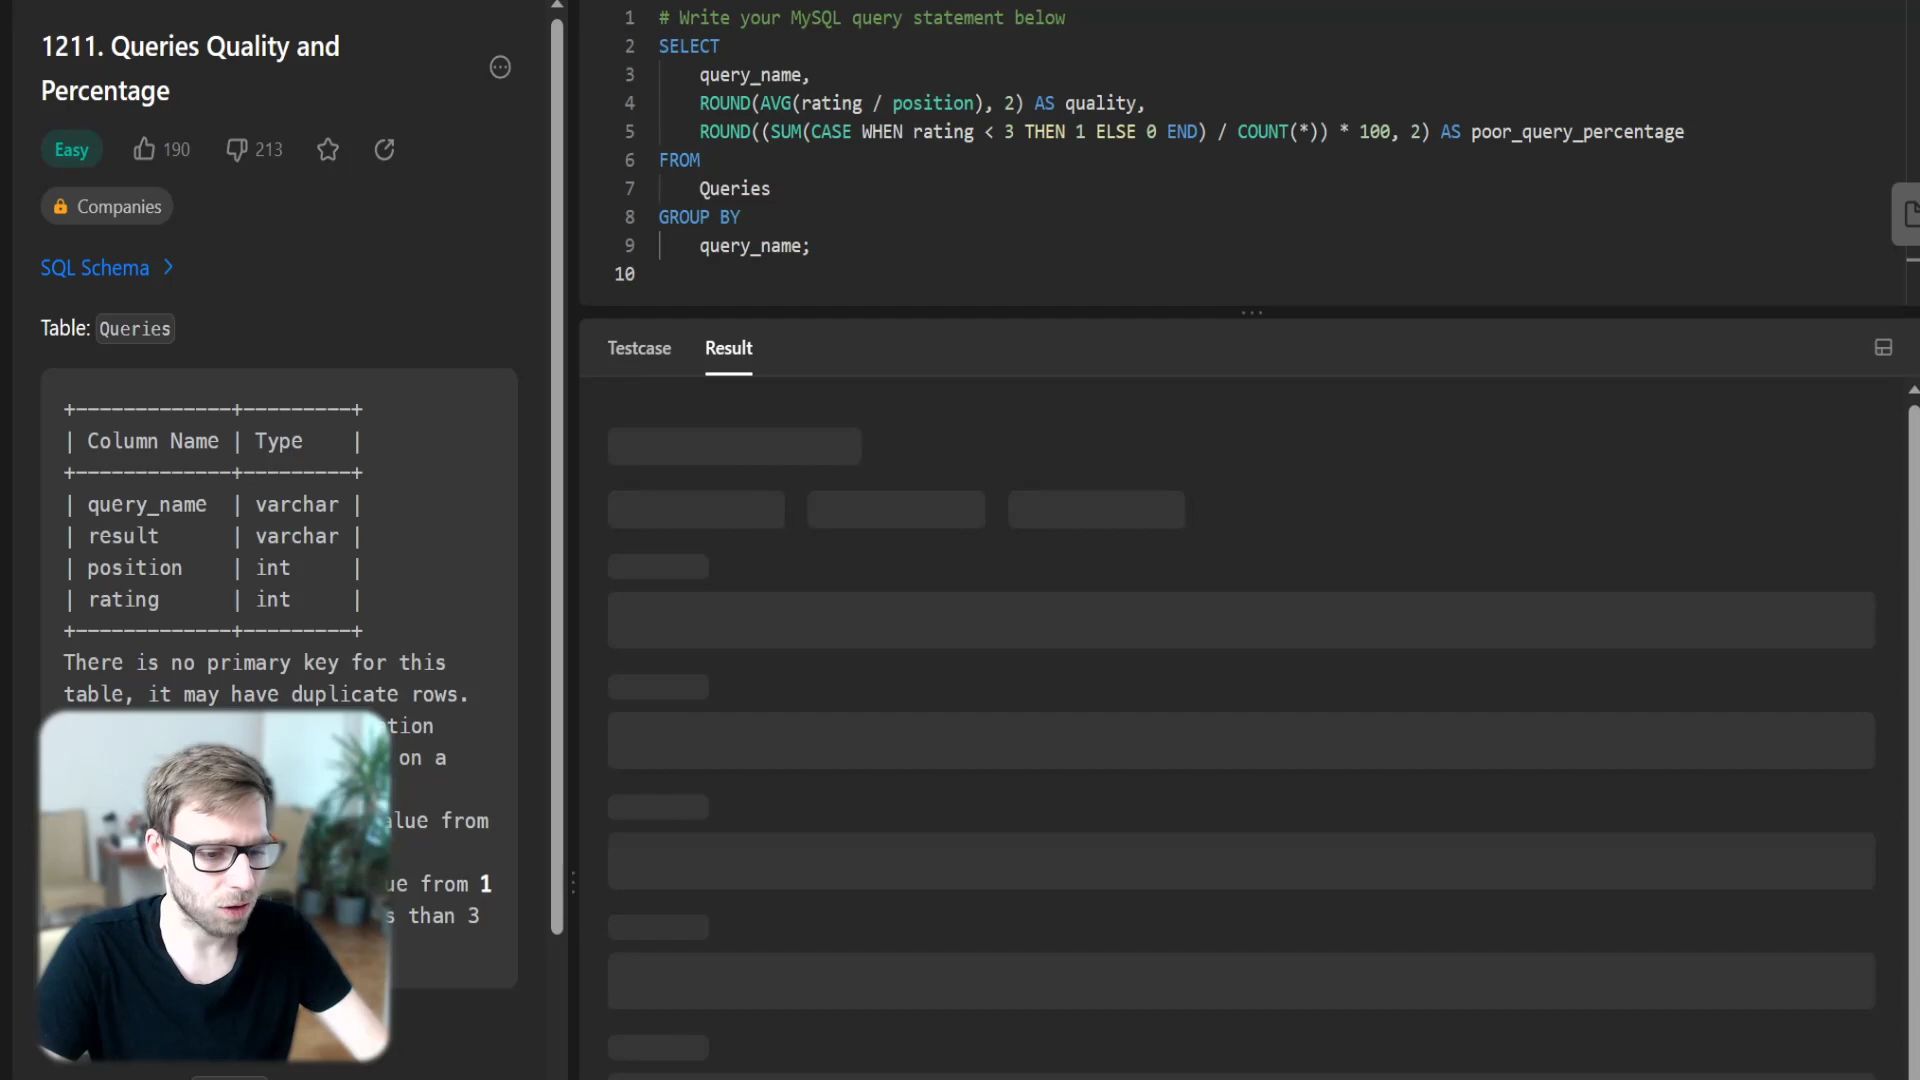 1211. Queries Quality and
Percentage
Easy
190
213
Companies
SQL Schema
Table: Queries
+-------------+---------+
| Column Name | Type    |
+-------------+---------+
| query_name  | varchar |
| result      | varchar |
| position    | int     |
| rating      | int     |
+-------------+---------+
There is no primary key for this
table, it may have duplicate rows.
on a
from
from 1
than 3
1 # Write your MySQL query statement below
2 SELECT
3 query_name,
4 ROUND(AVG(rating / position), 2) AS quality,
5 ROUND((SUM(CASE WHEN rating < 3 THEN 1 ELSE 0 END) / COUNT(*)) * 100, 2) AS poor_query_percentage
6 FROM
7 Queries
8 GROUP BY
9 query_name;
10
Testcase
Result